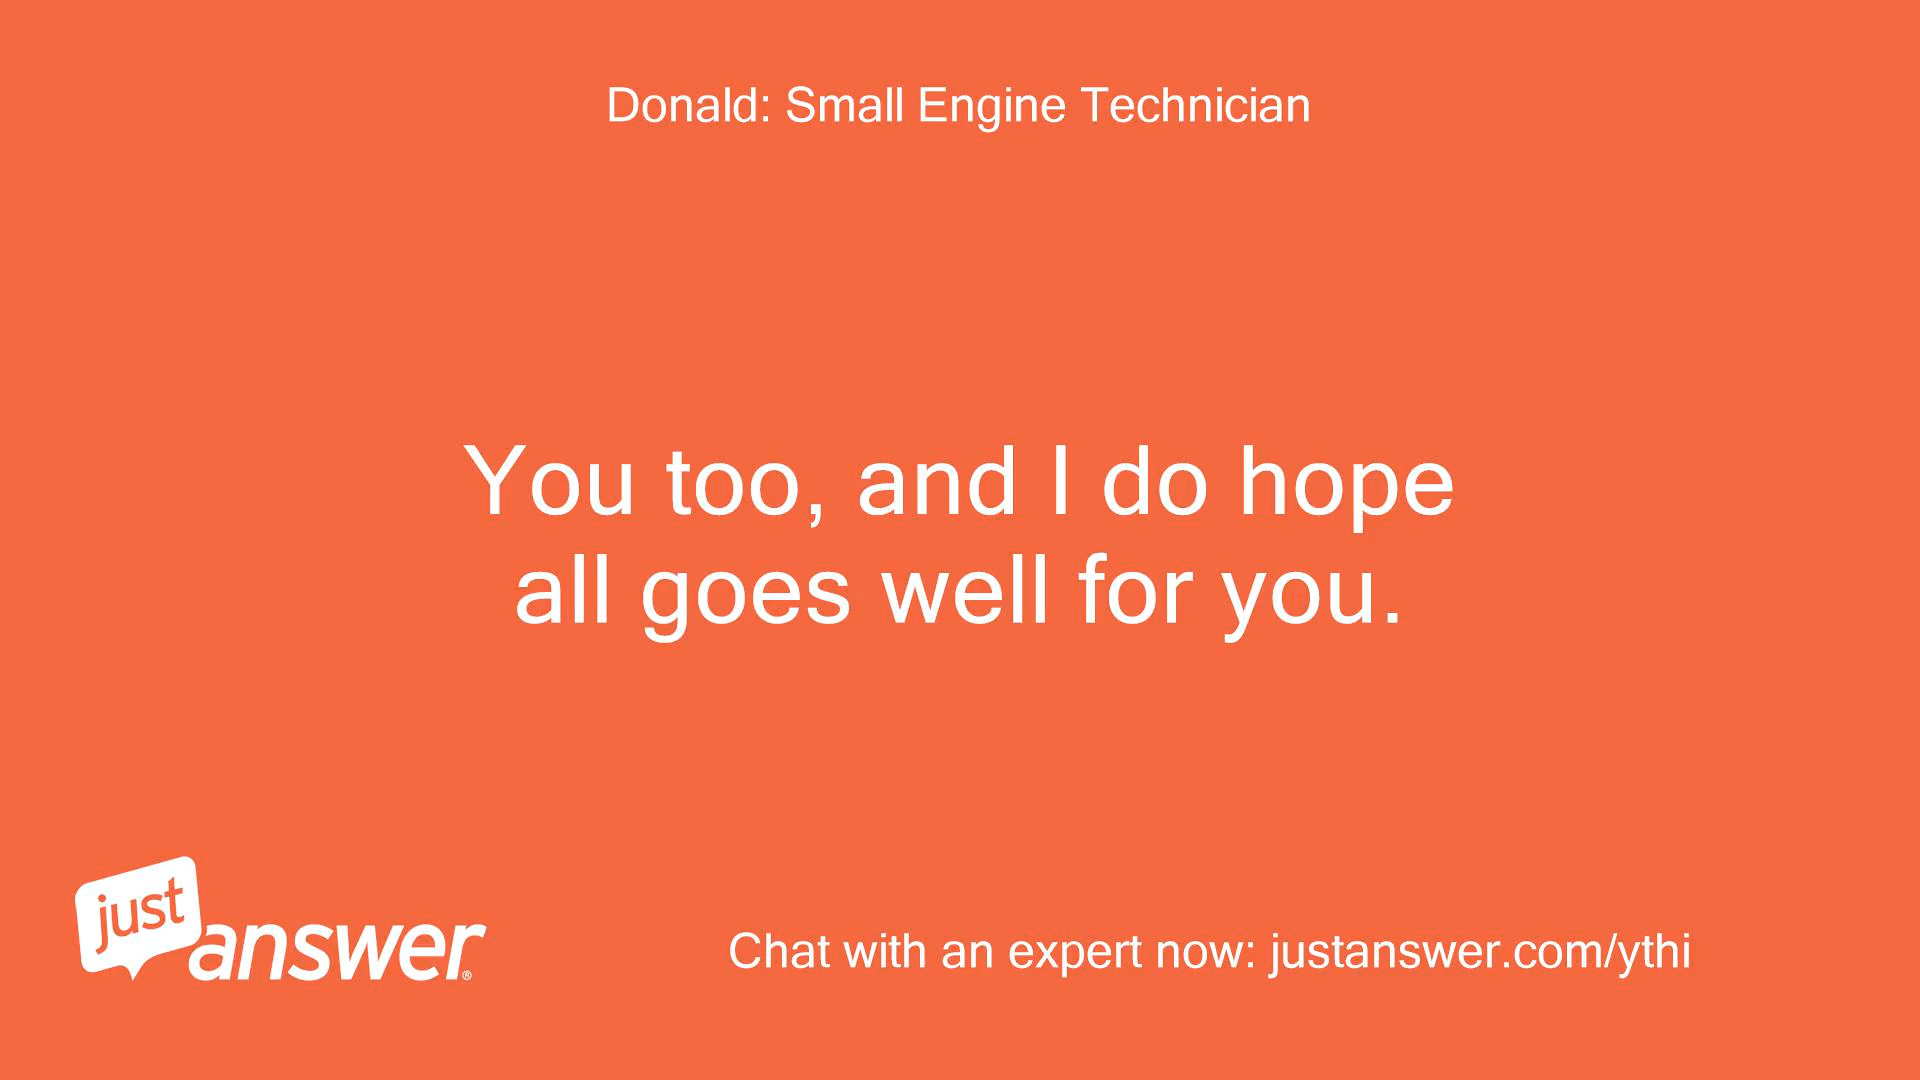 Donald: Small Engine Technician
You too, and I do hope
all goes well for you.
just
answer®
Chat with an expert now: justanswer.com/ythi